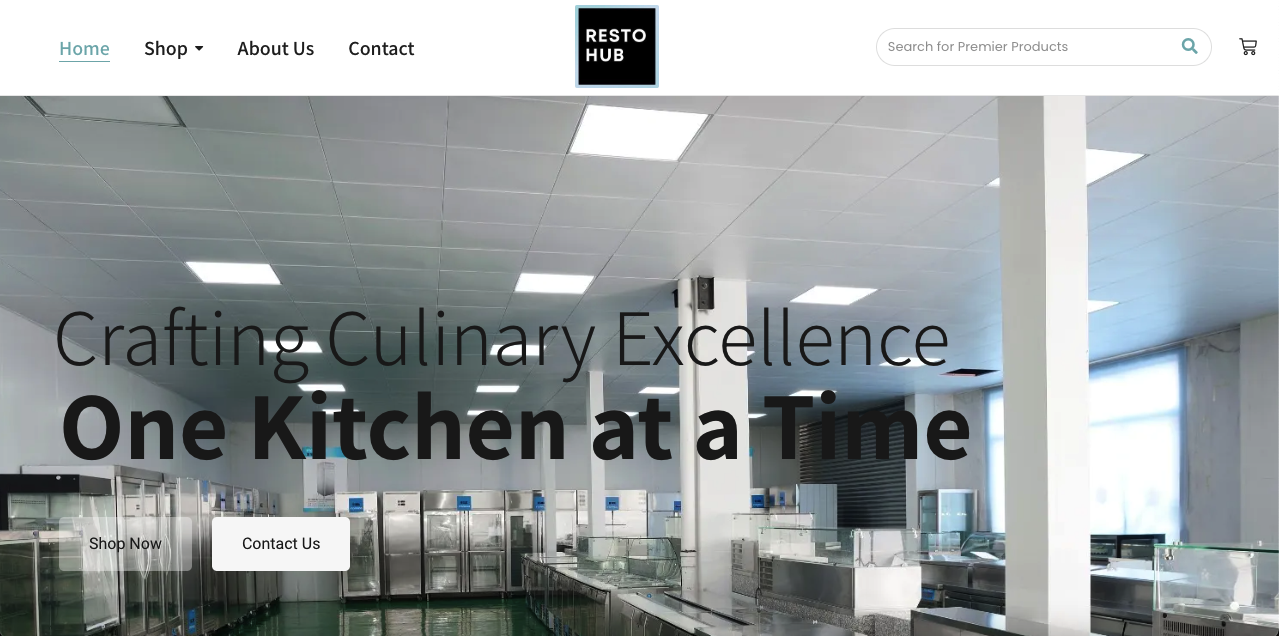 Home
Shop
About Us
Contact
RESTO
HUB
Search for Premier Products
Crafting Culinary Excellence
One Kitchen at a Time
Shop Now
Contact Us